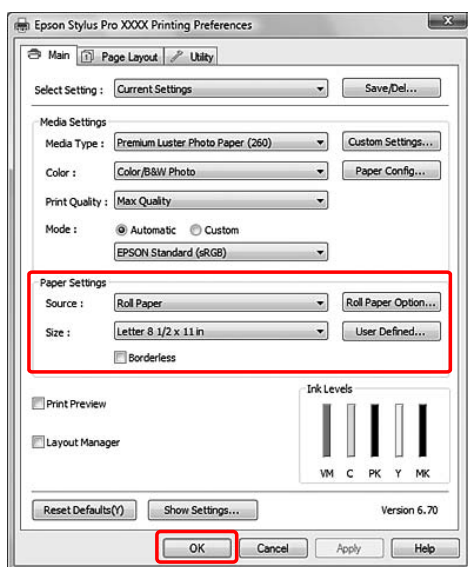 Epson Stylus Pro XXXX Printing Preferences
Main Page Layout Utility
Select Setting : Current Settings Save/Del...
Media Settings
Media Type : Premium Luster Photo Paper (260) Custom Settings...
Color : Color/B&W Photo Paper Config...
Print Quality : Max Quality
Mode : Automatic Custom
EPSON Standard (sRGB)
Paper Settings
Source : Roll Paper Roll Paper Option...
Size : Letter 8 1/2 x 11 in User Defined...
Borderless
Print Preview
Layout Manager
Ink Levels
VM C PK Y MK
Reset Defaults(Y) Show Settings... Version 6.70
OK Cancel Apply Help